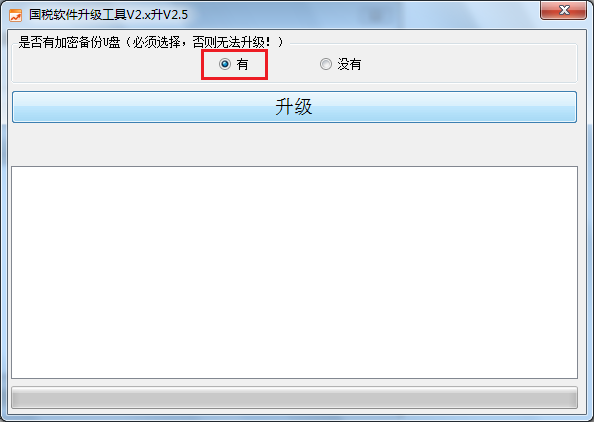 国税软件升级工具V2.x升V2.5
是否有加密备份U盘（必须选择，否则无法升级！）
有 没有
升级